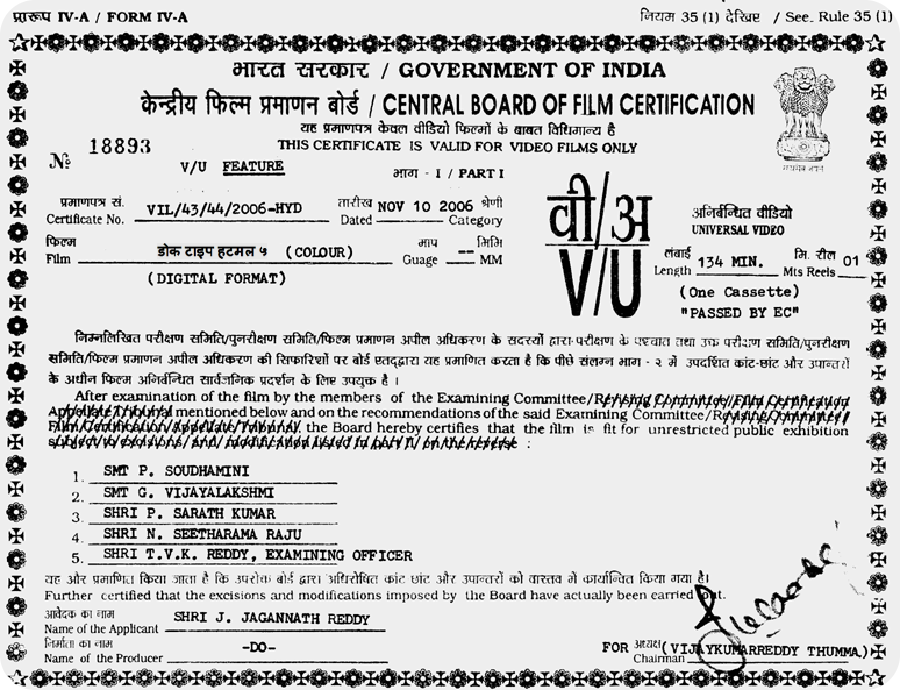 प्रारूप IV-A / FORM IV-A
नियम 35 (1) देखिए / See. Rule 35 (1)
भारत सरकार / GOVERNMENT OF INDIA
केन्द्रीय फिल्म प्रमाणन बोर्ड / CENTRAL BOARD OF FILM CERTIFICATION
यह प्रमाणपत्र केवल वीडियो फिल्मों के बाबत विधिमान्य है
THIS CERTIFICATE IS VALID FOR VIDEO FILMS ONLY
№ 18893
V/U FEATURE
भाग - I / PART I
प्रमाणपत्र सं. तारीख श्रेणी
Certificate No. VIL/43/44/2006-HYD Dated NOV 10 2006 Category
वी/अ
V/U
अनिर्बन्धित वीडियो
UNIVERSAL VIDEO
फिल्म माप मिमि
Film डोक टाइप हटमल ५ (COLOUR) Guage -- MM
(DIGITAL FORMAT)
लंबाई मि. रील
Length 134 MIN. Mts Reels 01
(One Cassette)
"PASSED BY EC"
निम्नलिखित परीक्षण समिति/पुनरीक्षण समिति/फिल्म प्रमाणन अपील अधिकरण के सदस्यों द्वारा परीक्षण के पश्चात तथा उक्त परीक्षण समिति/पुनरीक्षण
समिति/फिल्म प्रमाणन अपील अधिकरण की सिफारिशों पर बोर्ड एतद्द्वारा यह प्रमाणित करता है कि पीछे संलग्न भाग - २ में उपदर्शित कांट-छांट और उपान्तरों
के अधीन फिल्म अनिर्बन्धित सार्वजनिक प्रदर्शन के लिए उपयुक्त है ।
After examination of the film by the members of the Examining Committee/Revising Committee/Film Certification
Appellate Tribunal mentioned below and on the recommendations of the said Examining Committee/Revising Committee/
Film Certification Appellate Tribunal, the Board hereby certifies that the film is fit for unrestricted public exhibition
subject to excisions and modification listed in part II on the reverse :
1. SMT P. SOUDHAMINI
2. SMT G. VIJAYALAKSHMI
3. SHRI P. SARATH KUMAR
4. SHRI N. SEETHARAMA RAJU
5. SHRI T.V.K. REDDY, EXAMINING OFFICER
यह और प्रमाणित किया जाता है कि उपरोक्त बोर्ड द्वारा अधिरोपित कांट छांट और उपान्तरों को वास्तव में कार्यान्वित किया गया है।
Further certified that the excisions and modifications imposed by the Board have actually been carried out.
आवेदक का नाम
Name of the Applicant SHRI J. JAGANNATH REDDY
निर्माता का नाम
Name of the Producer -DO-
FOR अध्यक्ष (VIJAYKUMARREDDY THUMMA.)
Chairman